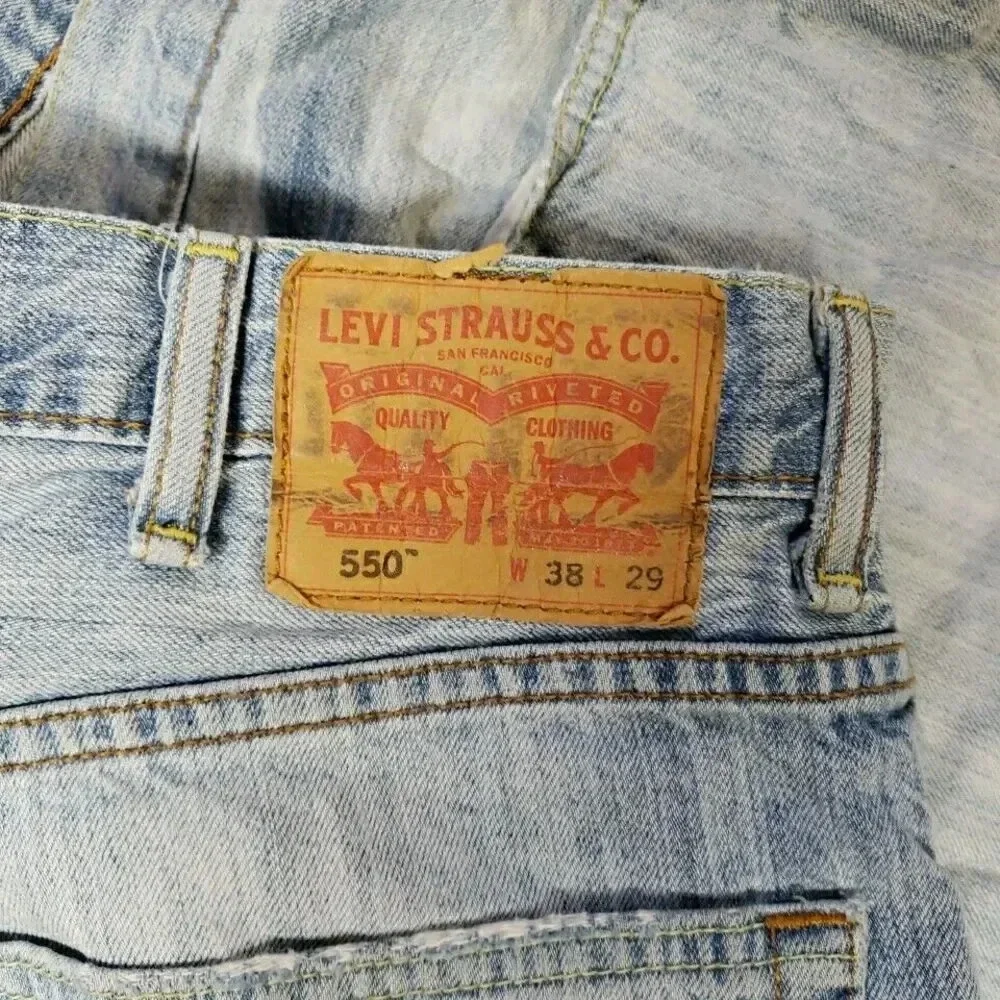 LEVI STRAUSS & CO.
SAN FRANCISCO
CAL
ORIGINAL RIVETED
QUALITY CLOTHING
PATENTED
550™ W 38 L 29